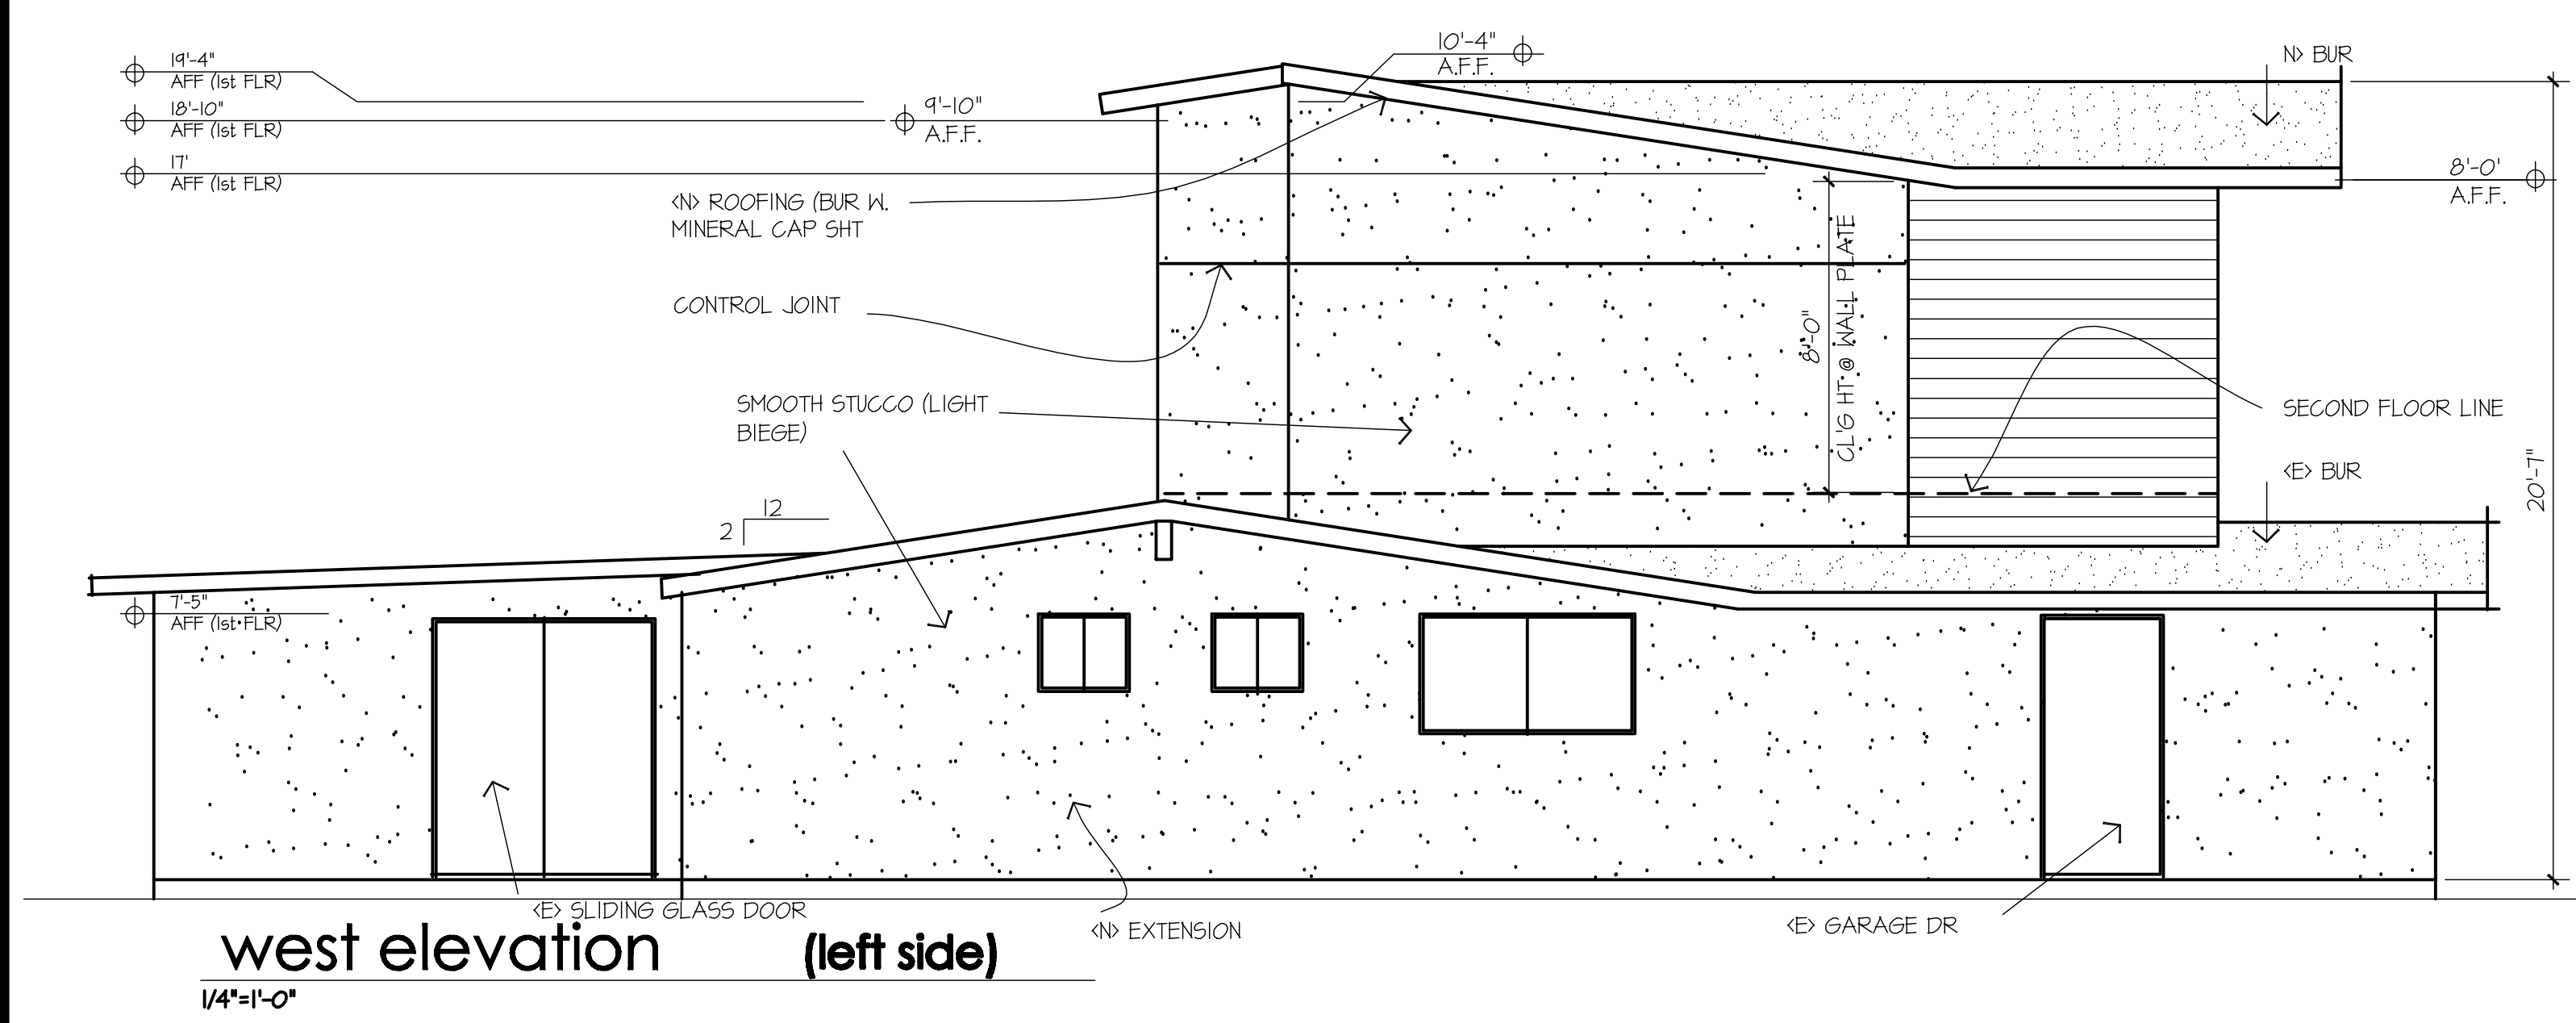 19'-4"
AFF (1st FLR)
18'-10"
AFF (1st FLR)
17'
AFF (1st FLR)
9'-10"
A.F.F.
10'-4"
A.F.F.
N> BUR
8'-0'
A.F.F.
<N> ROOFING (BUR W.
MINERAL CAP SHT
CONTROL JOINT
SMOOTH STUCCO (LIGHT
BIEGE)
8'-0"
CL'G HT @ WALL PLATE
SECOND FLOOR LINE
<E> BUR
20'-7"
12
2
7'-5"
AFF (1st FLR)
<E> SLIDING GLASS DOOR
<N> EXTENSION
<E> GARAGE DR
west elevation (left side)
1/4"=1'-0"